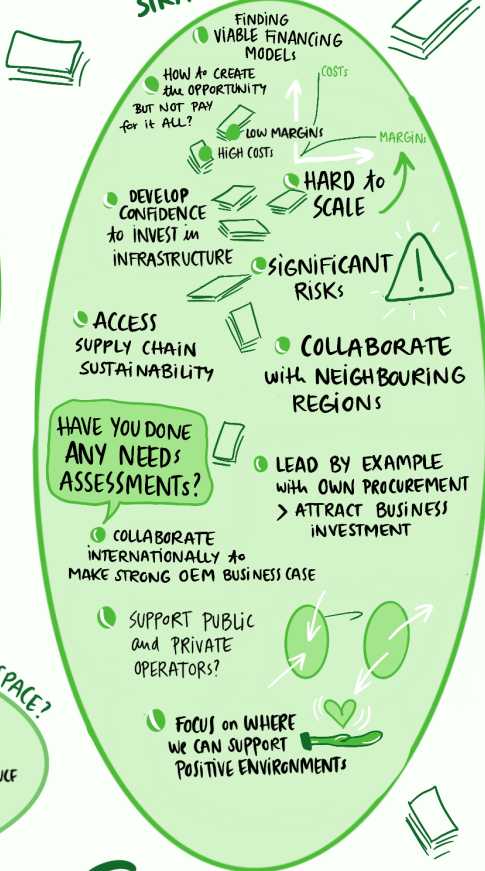 STRA
FINDING
VIABLE FINANCING
MODELS
HOW to CREATE
the OPPORTUNITY
BUT NOT PAY
for it ALL?
COSTS
LOW MARGINS
HIGH COSTS
MARGINS
HARD to
SCALE
DEVELOP
CONFIDENCE
to INVEST in
INFRASTRUCTURE
SIGNIFICANT
RISKS
ACCESS
SUPPLY CHAIN
SUSTAINABILITY
COLLABORATE
with NEIGHBOURING
REGIONS
HAVE YOU DONE
ANY NEEDS
ASSESSMENTS?
LEAD BY EXAMPLE
with OWN PROCUREMENT
> ATTRACT BUSINESS
INVESTMENT
COLLABORATE
INTERNATIONALLY to
MAKE STRONG OEM BUSINESS CASE
SUPPORT PUBLIC
and PRIVATE
OPERATORS?
FOCUS on WHERE
WE CAN SUPPORT
POSITIVE ENVIRONMENTS
SPACE?